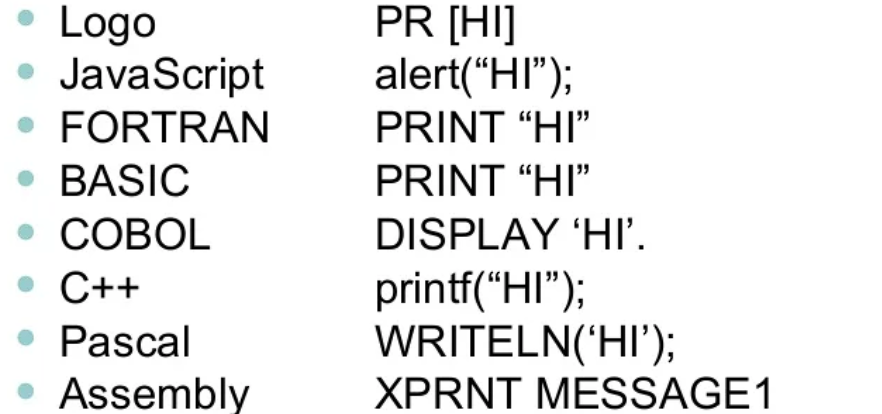 • Logo PR [HI]
• JavaScript alert(“HI”);
• FORTRAN PRINT “HI”
• BASIC PRINT “HI”
• COBOL DISPLAY ‘HI’.
• C++ printf(“HI”);
• Pascal WRITELN(‘HI’);
• Assembly XPRNT MESSAGE1